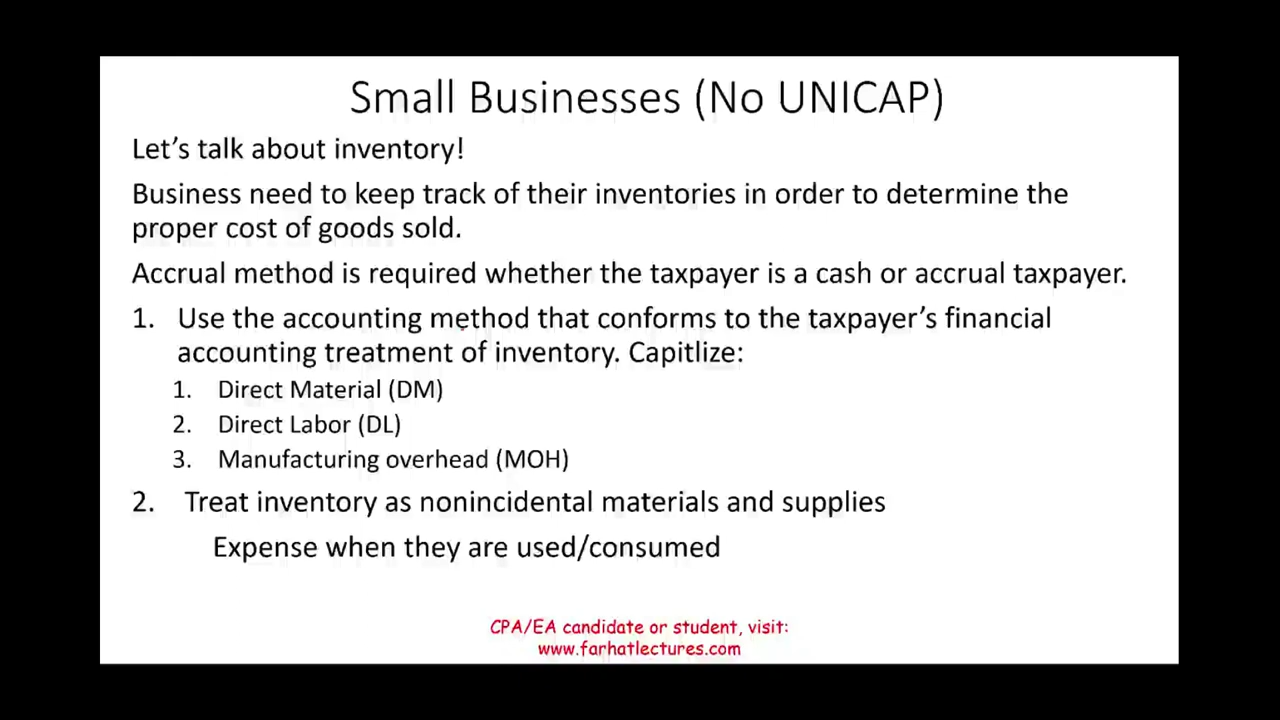 Small Businesses (No UNICAP)
Let's talk about inventory!
Business need to keep track of their inventories in order to determine the
proper cost of goods sold.
Accrual method is required whether the taxpayer is a cash or accrual taxpayer.
1. Use the accounting method that conforms to the taxpayer's financial
accounting treatment of inventory. Capitlize:
1. Direct Material (DM)
2. Direct Labor (DL)
3. Manufacturing overhead (MOH)
2. Treat inventory as nonincidental materials and supplies
Expense when they are used/consumed
CPA/EA candidate or student, visit:
www.farhatlectures.com